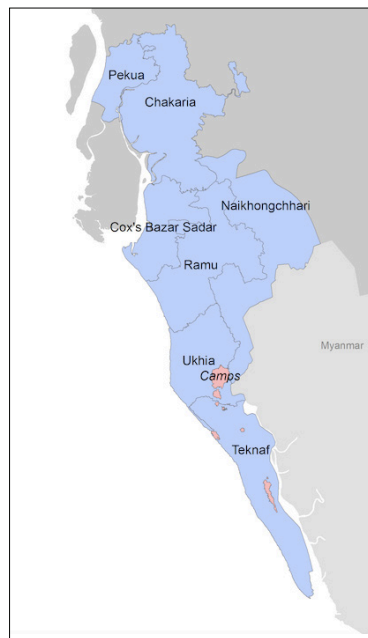 Pekua
Chakaria
Naikhongchhari
Cox's Bazar Sadar
Ramu
Myanmar
Ukhia
Camps
Teknaf